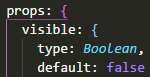 props: {
visible: {
type: Boolean,
default: false